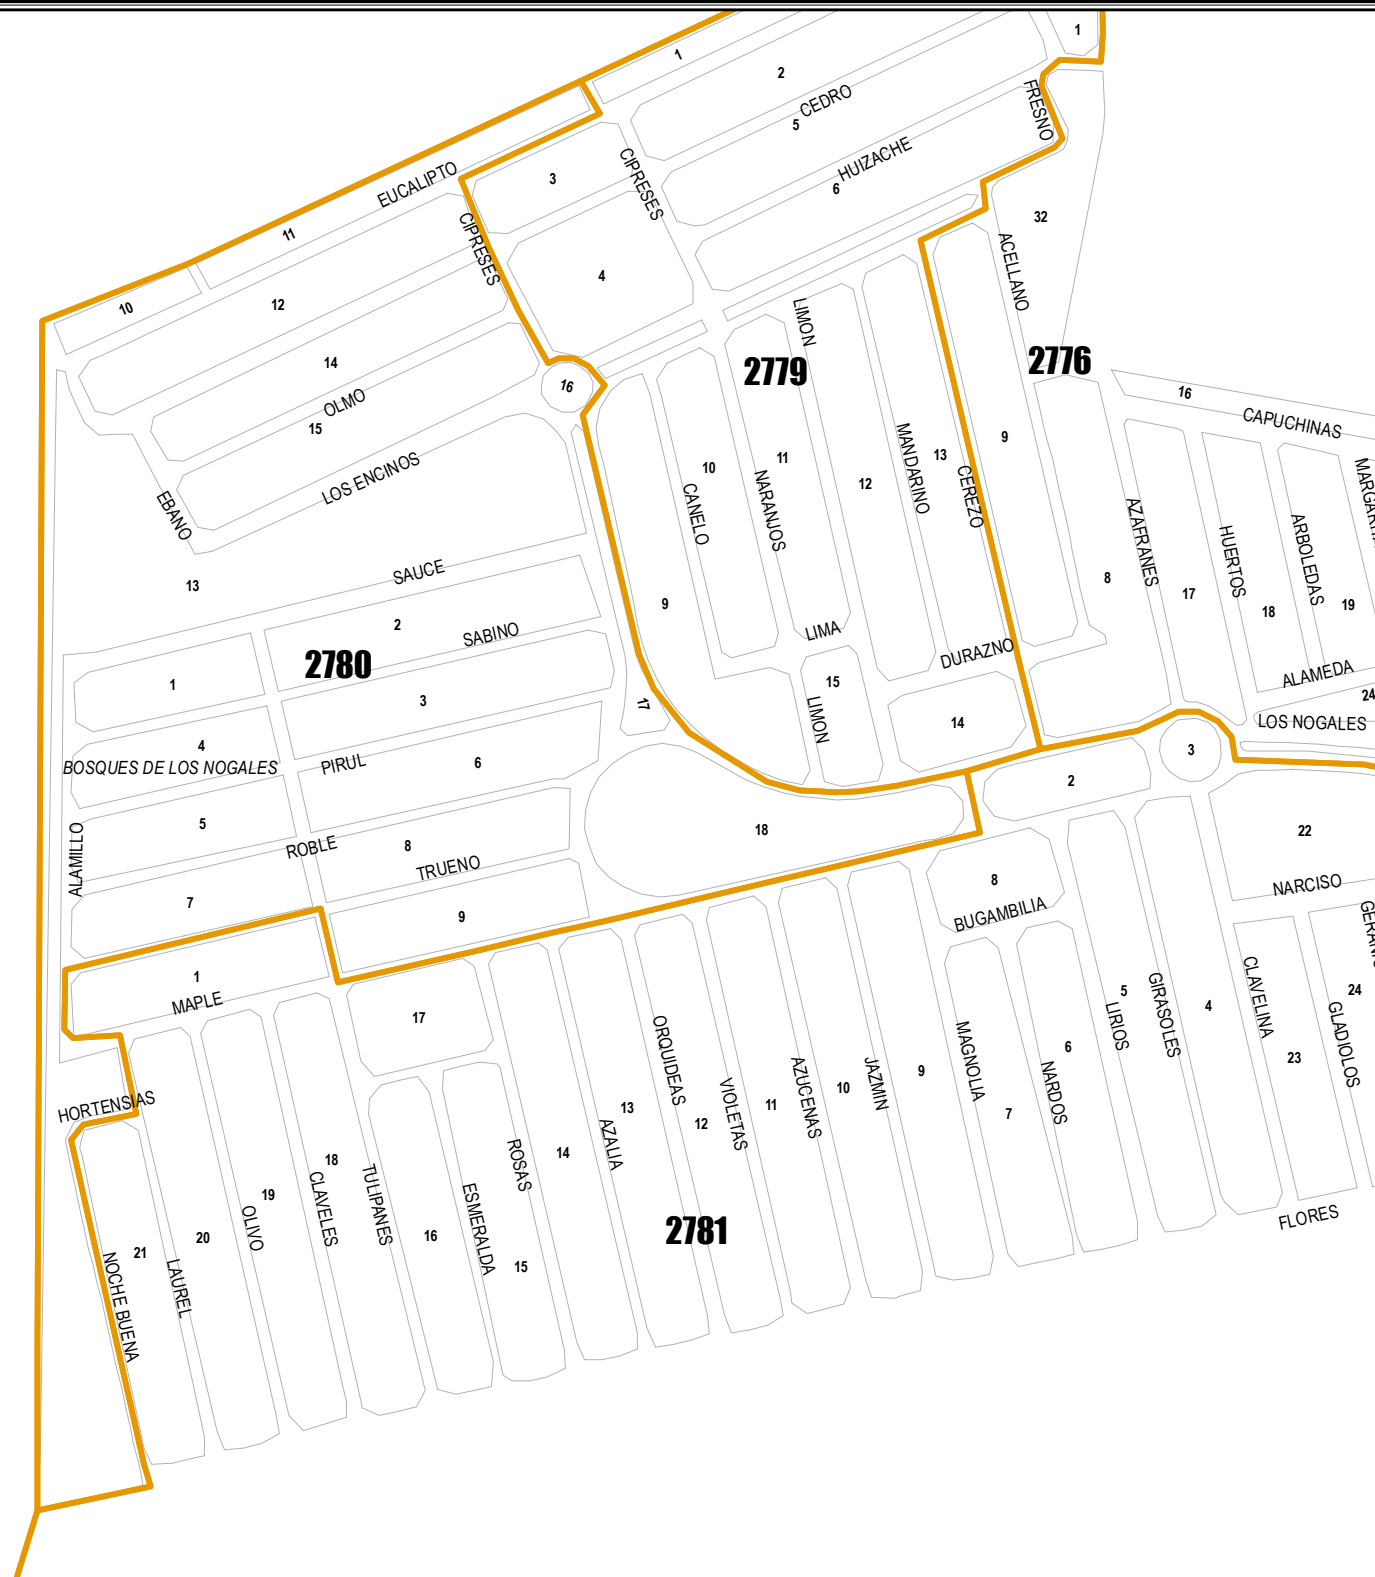 1
1
2
CEDRO
5
FRESNO
HUIZACHE
6
EUCALIPTO
3
CIPRESES
CIPRESES
11
32
ACELLANO
4
10
12
LIMON
14
2779
2776
16
16
CAPUCHINAS
OLMO
15
LOS ENCINOS
EBANO
10
11
12
13
9
CANELO
NARANJOS
MANDARINO
CEREZO
AZAFRANES
HUERTOS
ARBOLEDAS
13
SAUCE
9
8
17
18
19
2
SABINO
LIMA
DURAZNO
2780
1
3
17
15
LIMON
14
ALAMEDA
24
LOS NOGALES
4
BOSQUES DE LOS NOGALES
PIRUL
6
3
2
5
ALAMILLO
ROBLE
8
TRUENO
18
22
7
9
8
BUGAMBILIA
NARCISO
1
MAPLE
17
5
LIRIOS
GIRASOLES
4
CLAVELINA
24
GLADIOLOS
ORQUIDEAS
MAGNOLIA
6
NARDOS
23
HORTENSIAS
13
12
VIOLETAS
11
AZUCENAS
10
JAZMIN
9
7
14
AZALIA
ROSAS
18
CLAVELES
TULIPANES
19
OLIVO
20
21
LAUREL
NOCHE BUENA
16
ESMERALDA
15
2781
FLORES